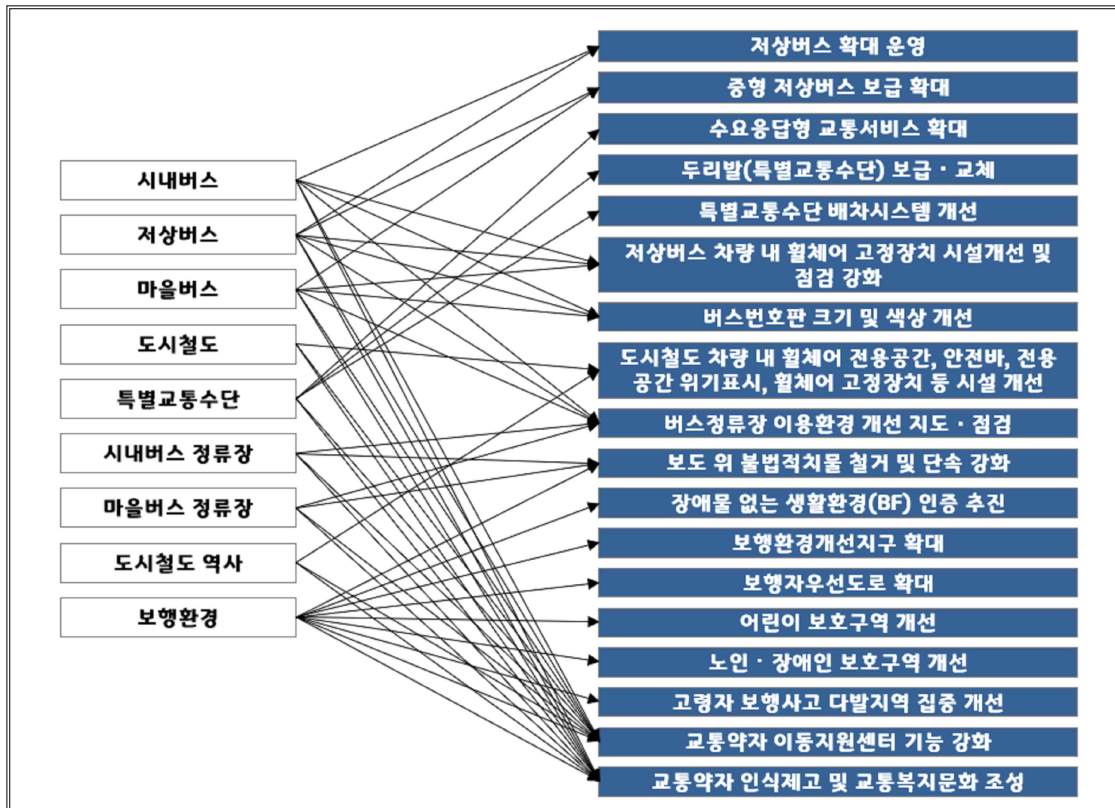 시내버스
저상버스
마을버스
도시철도
특별교통수단
시내버스 정류장
마을버스 정류장
도시철도 역사
보행환경
저상버스 확대 운영
중형 저상버스 보급 확대
수요응답형 교통서비스 확대
두리발(특별교통수단) 보급 · 교체
특별교통수단 배차시스템 개선
저상버스 차량 내 휠체어 고정장치 시설개선 및
점검 강화
버스번호판 크기 및 색상 개선
도시철도 차량 내 휠체어 전용공간, 안전바, 전용
공간 위기표시, 휠체어 고정장치 등 시설 개선
버스정류장 이용환경 개선 지도 · 점검
보도 위 불법적치물 철거 및 단속 강화
장애물 없는 생활환경(BF) 인증 추진
보행환경개선지구 확대
보행자우선도로 확대
어린이 보호구역 개선
노인 · 장애인 보호구역 개선
고령자 보행사고 다발지역 집중 개선
교통약자 이동지원센터 기능 강화
교통약자 인식제고 및 교통복지문화 조성